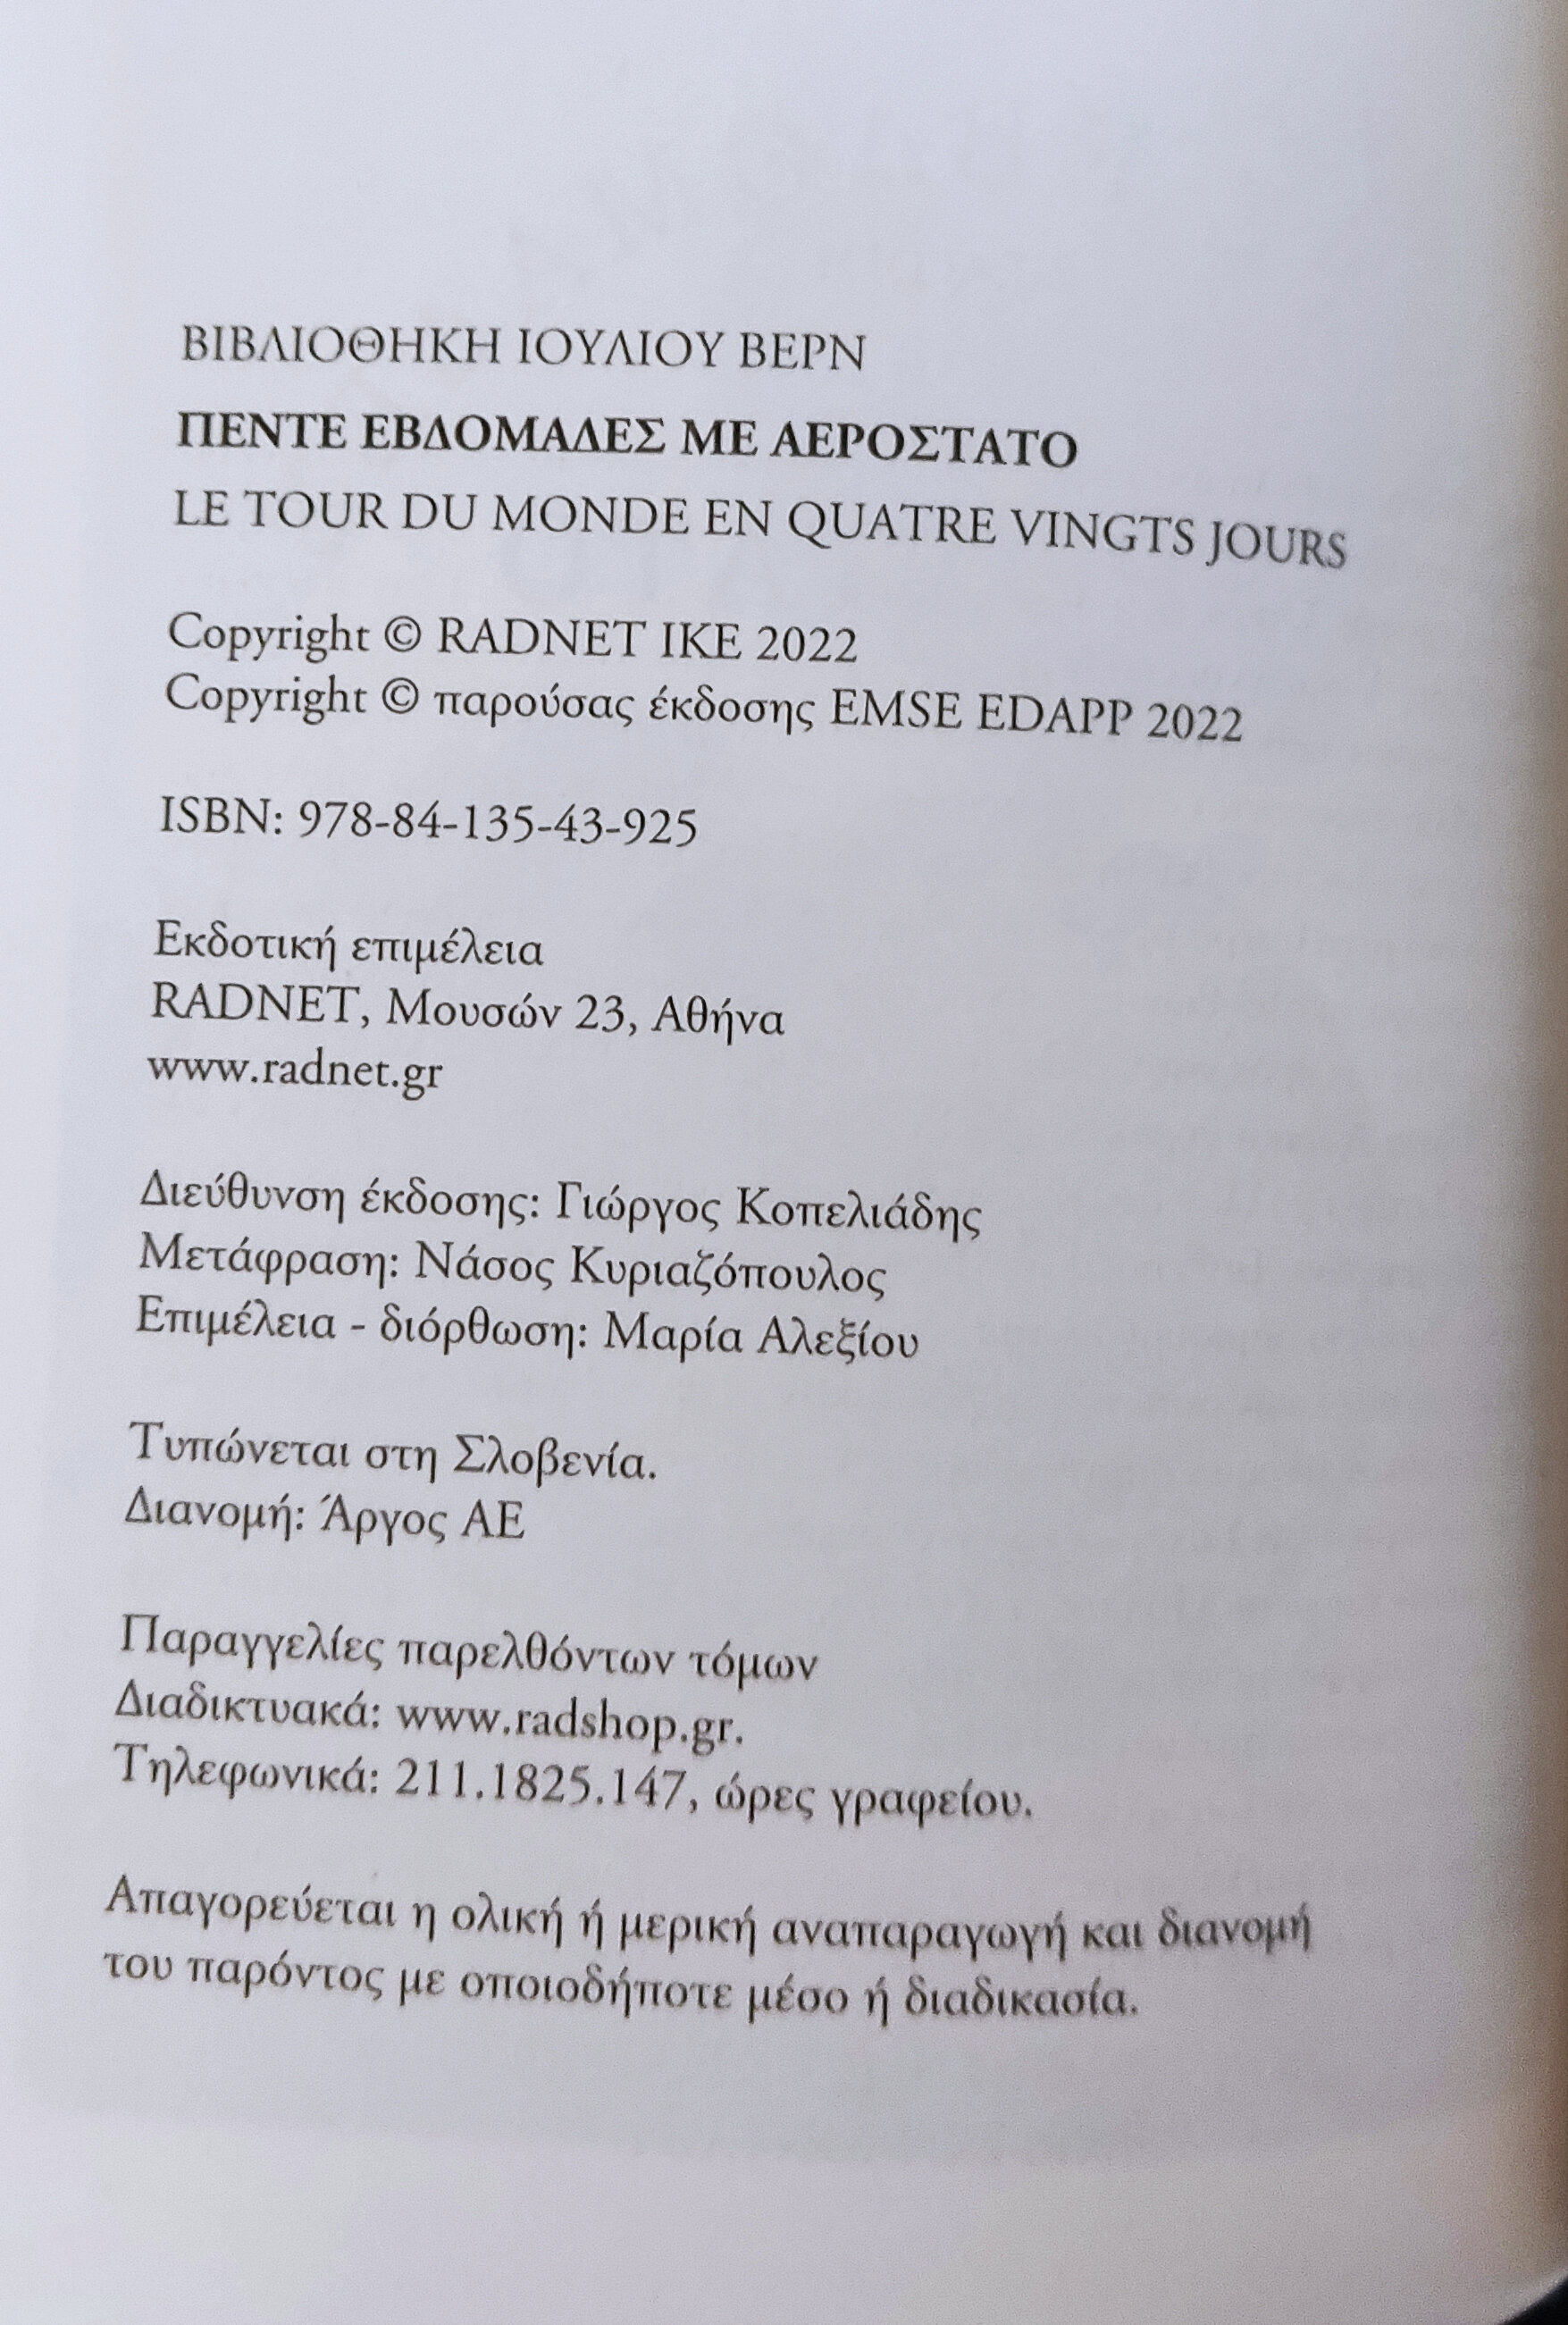 ΒΙΒΛΙΟΘΗΚΗ ΙΟΥΛΙΟΥ ΒΕΡΝ
ΠΕΝΤΕ ΕΒΔΟΜΑΔΕΣ ΜΕ ΑΕΡΟΣΤΑΤΟ
LE TOUR DU MONDE EN QUATRE VINGTS JOURS
Copyright © RADNET IKE 2022
Copyright © παρούσας έκδοσης EMSE EDAPP 2022
ISBN: 978-84-135-43-925
Εκδοτική επιμέλεια
RADNET, Μουσών 23, Αθήνα
www.radnet.gr
Διεύθυνση έκδοσης: Γιώργος Κοπελιάδης
Μετάφραση: Νάσος Κυριαζόπουλος
Επιμέλεια - διόρθωση: Μαρία Αλεξίου
Τυπώνεται στη Σλοβενία.
Διανομή: Άργος ΑΕ
Παραγγελίες παρελθόντων τόμων
Διαδικτυακά: www.radshop.gr.
Τηλεφωνικά: 211.1825.147, ώρες γραφείου.
Απαγορεύεται η ολική ή μερική αναπαραγωγή και διανομή
του παρόντος με οποιοδήποτε μέσο ή διαδικασία.